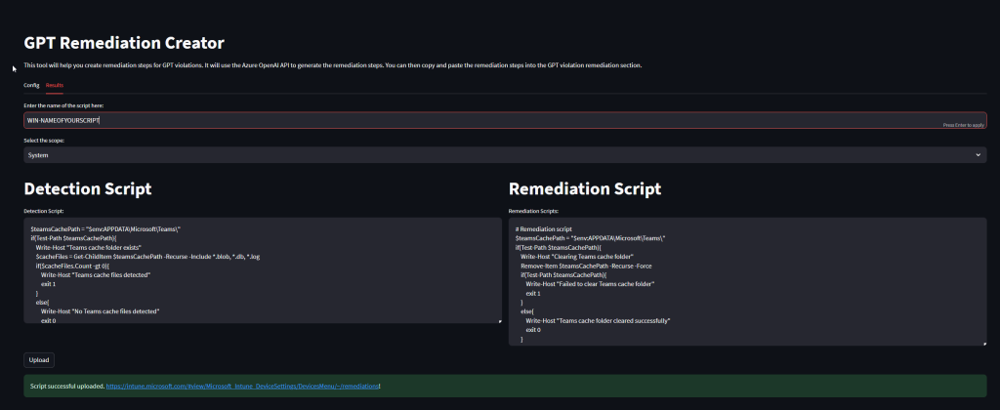 GPT Remediation Creator
This tool will help you create remediation steps for GPT violations. It will use the Azure OpenAI API to generate the remediation steps. You can then copy and paste the remediation steps into the GPT violation remediation section.
Config Results
Enter the name of the script here:
WIN-NAMEOFYOURSCRIPT
Press Enter to apply
Select the scope:
System
Detection Script
Detection Script:
$teamsCachePath = "$env:APPDATA\Microsoft\Teams\"
if(Test-Path $teamsCachePath){
Write-Host "Teams cache folder exists"
$cacheFiles = Get-ChildItem $teamsCachePath -Recurse -Include *.blob, *.db, *.log
if($cacheFiles.Count -gt 0){
Write-Host "Teams cache files detected"
exit 1
}
else{
Write-Host "No Teams cache files detected"
exit 0
Remediation Script
Remediation Scripts:
# Remediation script
$teamsCachePath = "$env:APPDATA\Microsoft\Teams\"
if(Test-Path $teamsCachePath){
Write-Host "Clearing Teams cache folder"
Remove-Item $teamsCachePath -Recurse -Force
if(Test-Path $teamsCachePath){
Write-Host "Failed to clear Teams cache folder"
exit 1
}
else{
Write-Host "Teams cache folder cleared successfully"
exit 0
}
Upload
Script successful uploaded. https://intune.microsoft.com/#view/Microsoft_Intune_DeviceSettings/DevicesMenu/~/remediations!